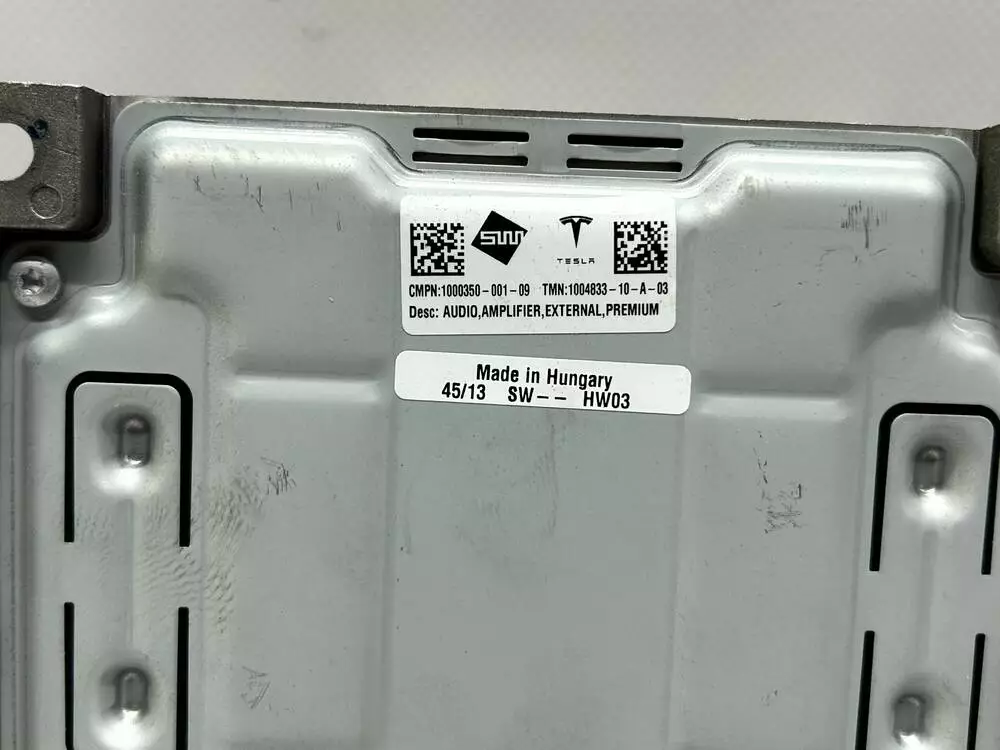 SWM
TESLA
CMPN:1000350-001-09 TMN:1004833-10-A-03
Desc: AUDIO,AMPLIFIER,EXTERNAL,PREMIUM
Made in Hungary
45/13 SW-- HW03